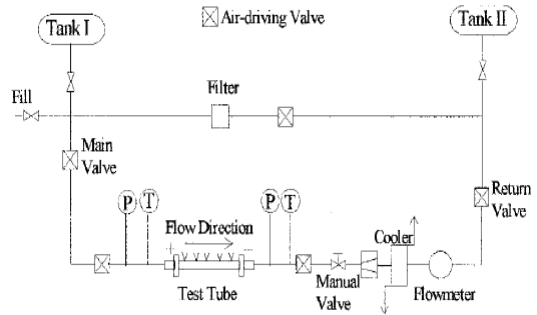 Tank I
Air-driving Valve
Tank II
Fill
Filter
Main
Valve
Return
Valve
P
T
Flow Direction
P
T
Cooler
+
−
Test Tube
Manual
Valve
Flowmeter